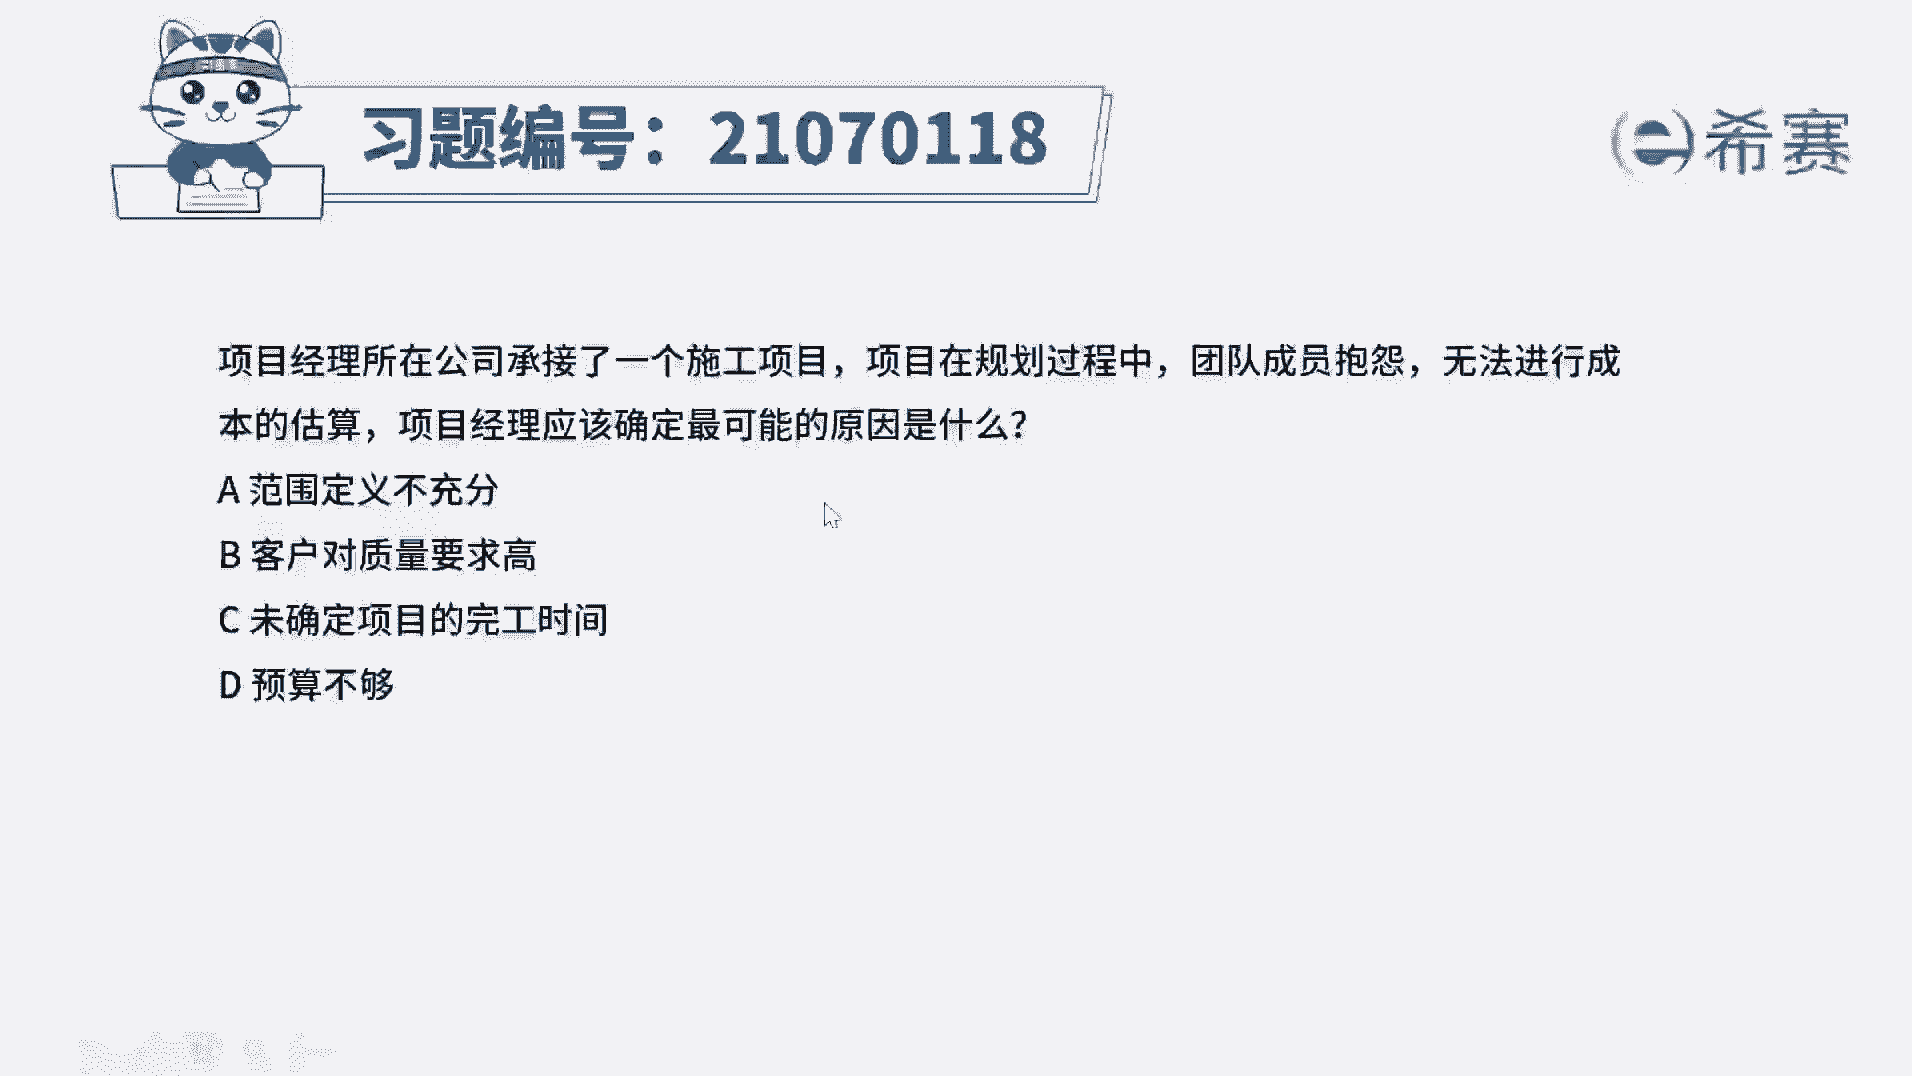 习题编号：21070118
希赛
项目经理所在公司承接了一个施工项目，项目在规划过程中，团队成员抱怨，无法进行成
本的估算，项目经理应该确定最可能的原因是什么？
A 范围定义不充分
B 客户对质量要求高
C 未确定项目的完工时间
D 预算不够